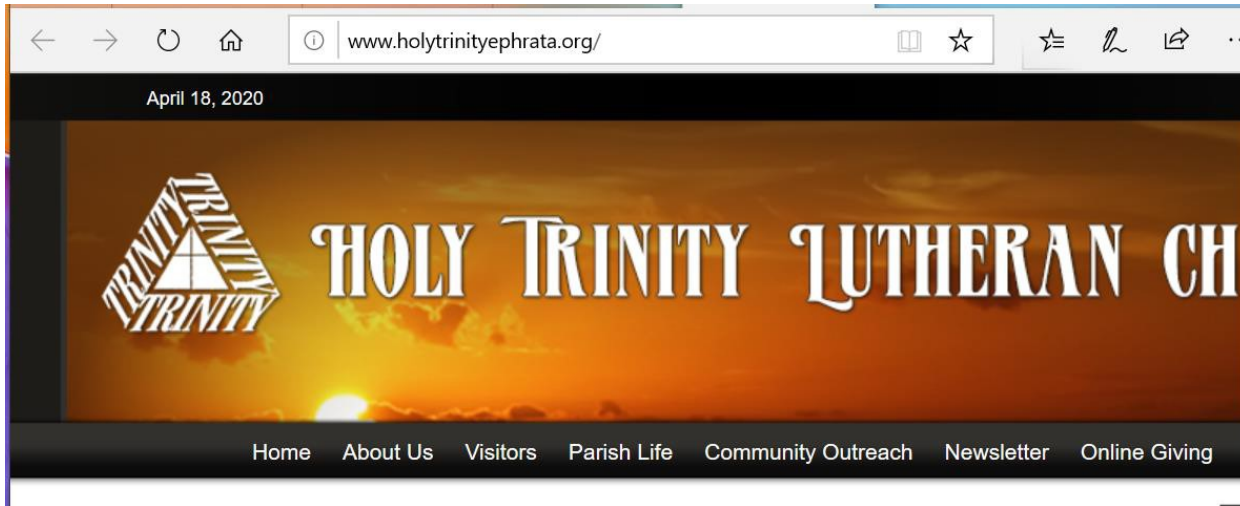 www.holytrinityephrata.org/
April 18, 2020
TRINITY
TRINITY
TRINITY
HOLY TRINITY LUTHERAN CH
Home About Us Visitors Parish Life Community Outreach Newsletter Online Giving